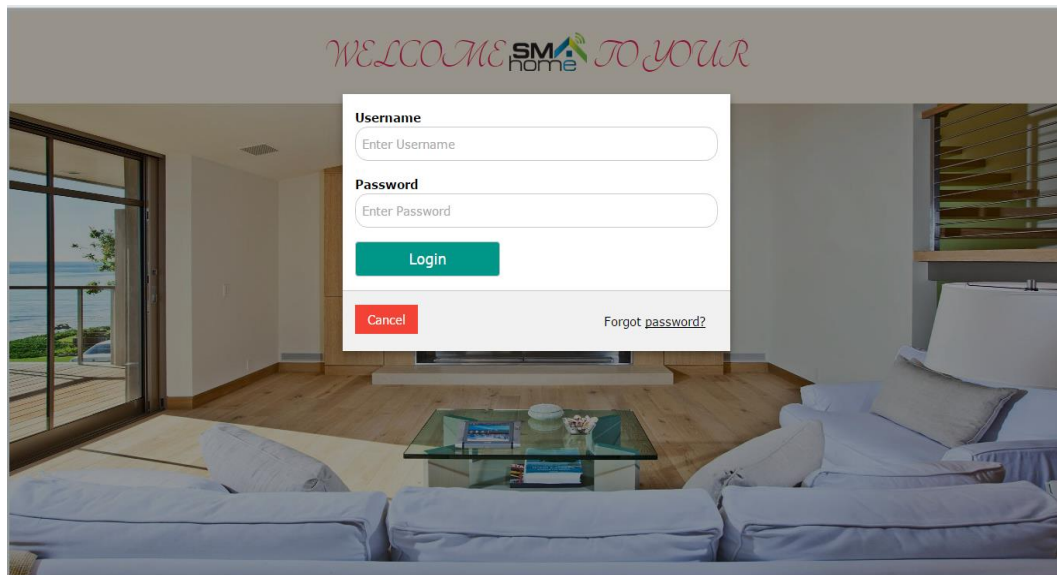 WELCOME SMA home TO YOUR
Username
Enter Username
Password
Enter Password
Login
Cancel
Forgot password?